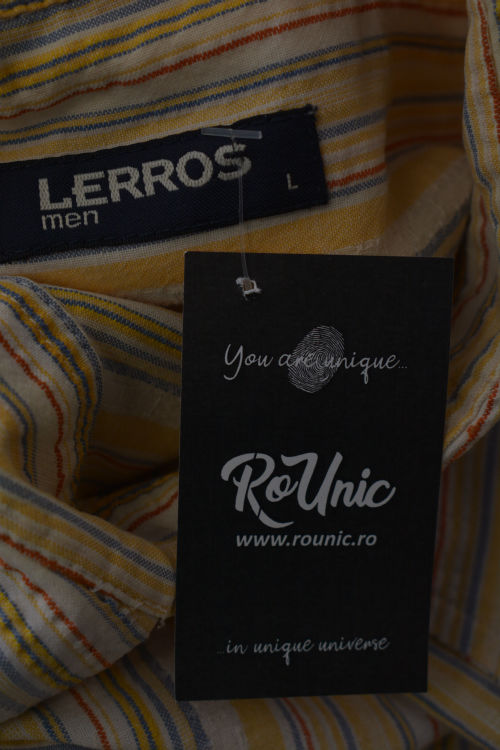 LERROS
men
L
You are unique...
RoUnic
www.rounic.ro
...in unique universe